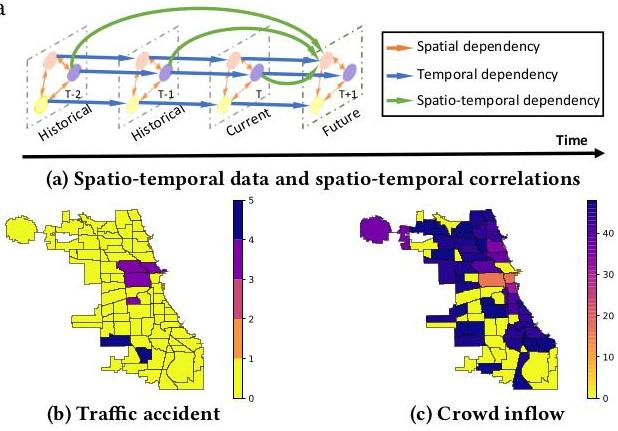 a
Spatial dependency
Temporal dependency
Spatio-temporal dependency
T-2
T-1
T
T+1
Historical
Historical
Current
Future
Time
(a) Spatio-temporal data and spatio-temporal correlations
5
4
3
2
1
0
40
30
20
10
0
(b) Traffic accident
(c) Crowd inflow